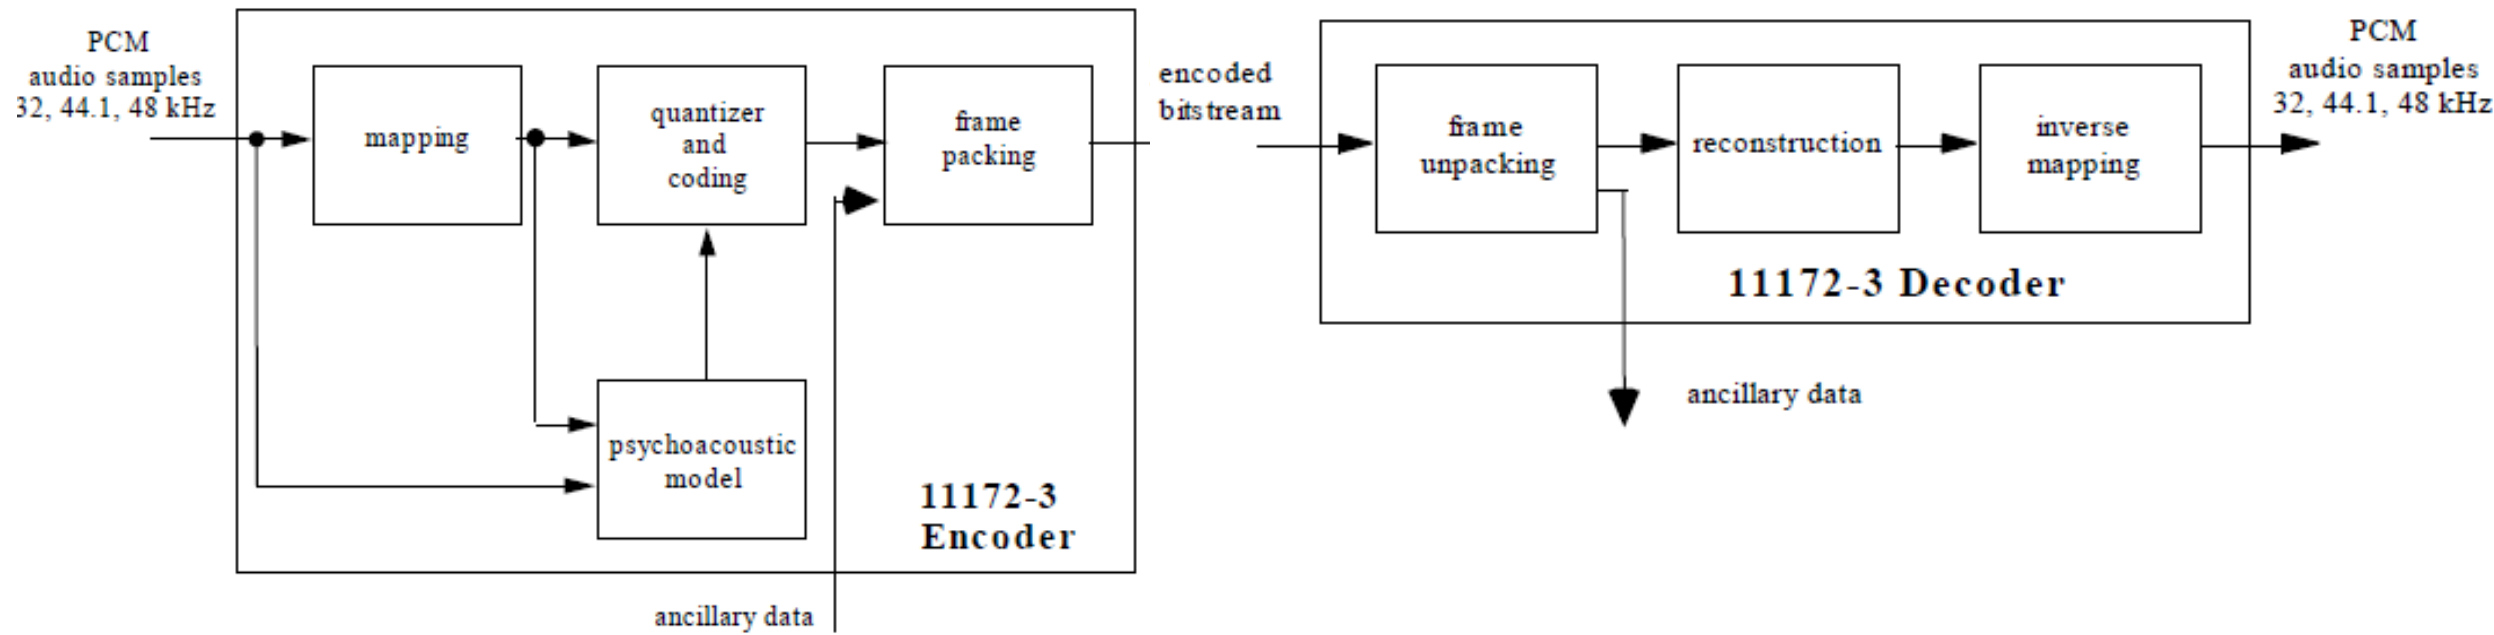 PCM
audio samples
32, 44.1, 48 kHz
mapping
quantizer
and
coding
frame
packing
psychoacoustic
model
11172-3
Encoder
ancillary data
encoded
bitstream
frame
unpacking
reconstruction
inverse
mapping
11172-3 Decoder
ancillary data
PCM
audio samples
32, 44.1, 48 kHz